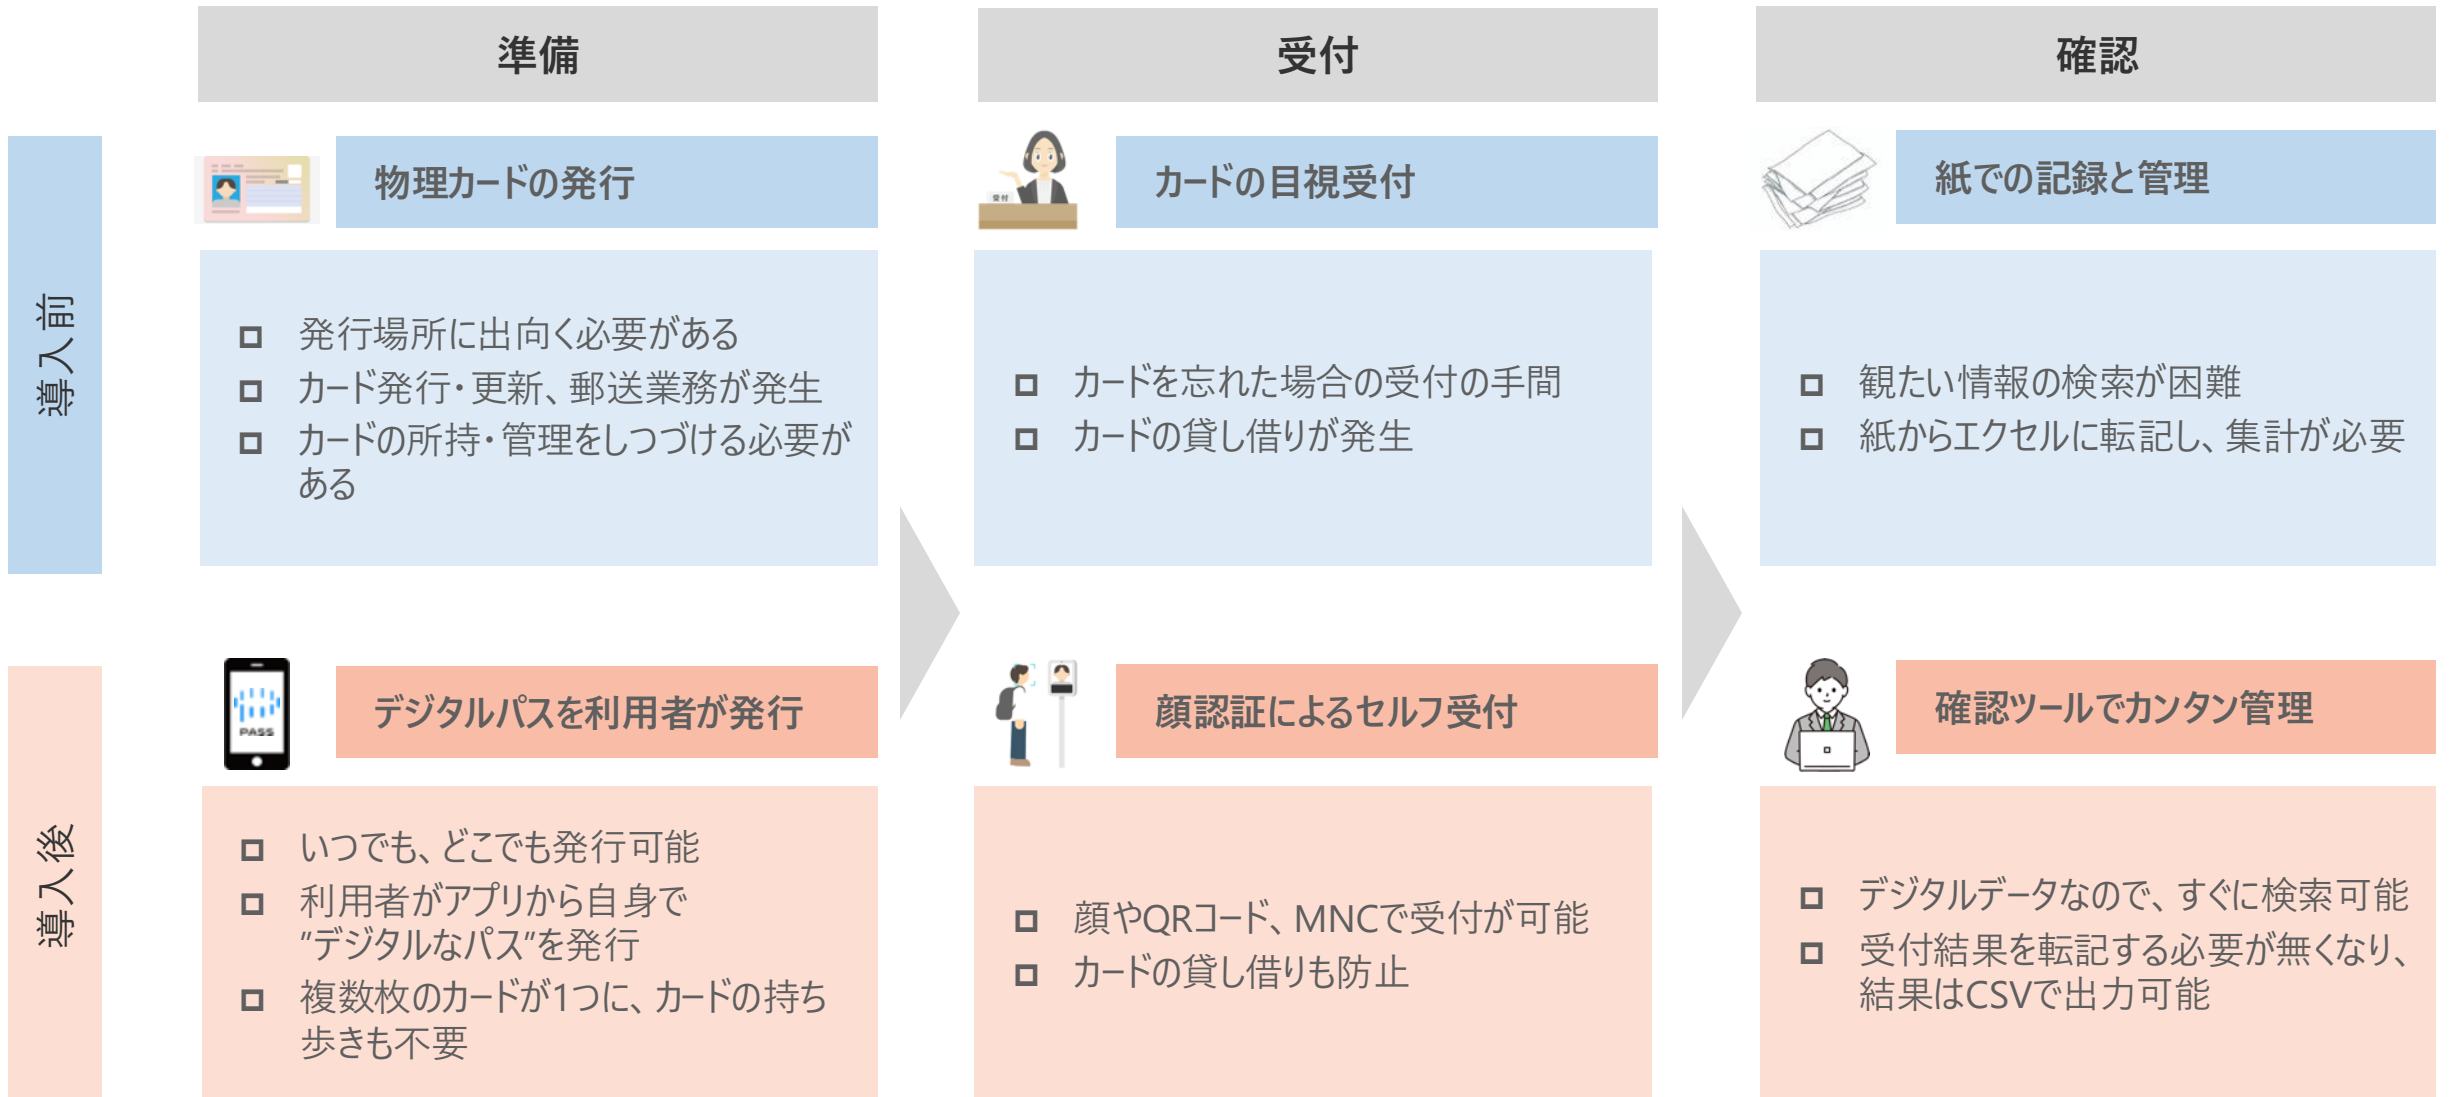 準備
受付
確認
導入前
物理カードの発行
受付
カードの目視受付
紙での記録と管理
発行場所に出向く必要がある
カード発行・更新、郵送業務が発生
カードの所持・管理をしつづける必要が
ある
カードを忘れた場合の受付の手間
カードの貸し借りが発生
観たい情報の検索が困難
紙からエクセルに転記し、集計が必要
導入後
PASS
デジタルパスを利用者が発行
顔認証によるセルフ受付
確認ツールでカンタン管理
いつでも、どこでも発行可能
利用者がアプリから自身で
”デジタルなパス”を発行
複数枚のカードが1つに、カードの持ち
歩きも不要
顔やQRコード、MNCで受付が可能
カードの貸し借りも防止
デジタルデータなので、すぐに検索可能
受付結果を転記する必要が無くなり、
結果はCSVで出力可能